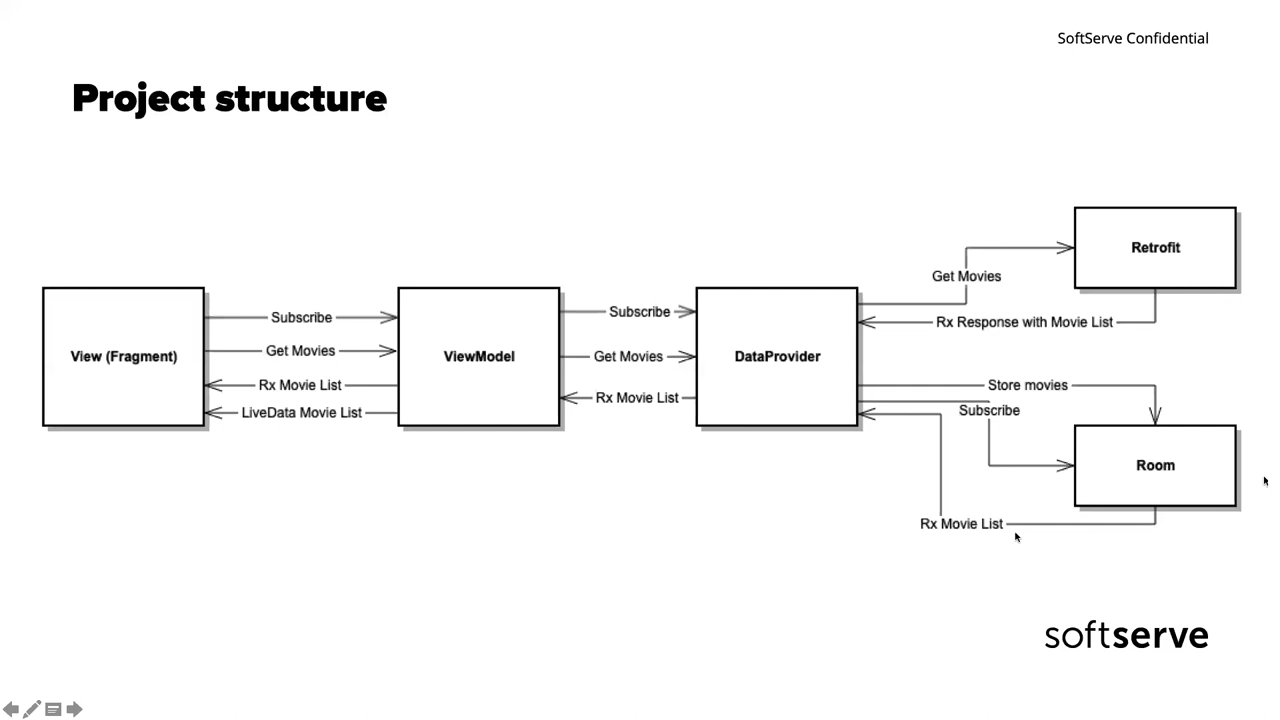 SoftServe Confidential
Project structure
View (Fragment)
Subscribe
Get Movies
Rx Movie List
LiveData Movie List
ViewModel
Subscribe
Get Movies
Rx Movie List
DataProvider
Get Movies
Rx Response with Movie List
Retrofit
Store movies
Subscribe
Rx Movie List
Room
softserve